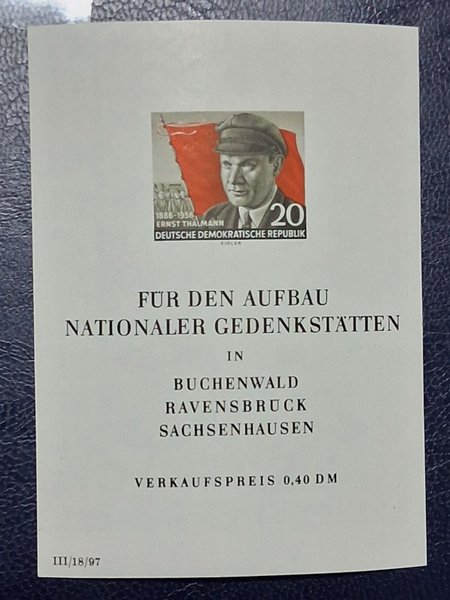 1886-1956
ERNST THÄLMANN
20
DEUTSCHE DEMOKRATISCHE REPUBLIK
EIGLER
FÜR DEN AUFBAU
NATIONALER GEDENKSTÄTTEN
IN
BUCHENWALD
RAVENSBRÜCK
SACHSENHAUSEN
VERKAUFSPREIS 0,40 DM
III/18/97